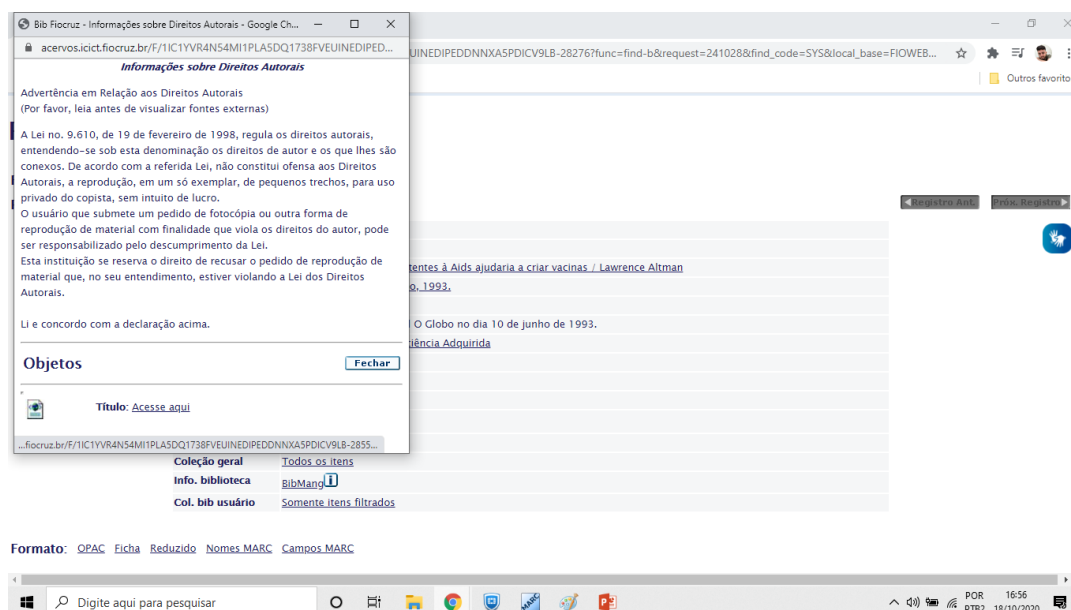 Bib Fiocruz - Informações sobre Direitos Autorais - Google Ch...
acervos.icict.fiocruz.br/F/1IC1YVR4N54MI1PLA5DQ1738FVEUINEDIPED...
Informações sobre Direitos Autorais
Advertência em Relação aos Direitos Autorais
(Por favor, leia antes de visualizar fontes externas)
A Lei no. 9.610, de 19 de fevereiro de 1998, regula os direitos autorais,
entendendo-se sob esta denominação os direitos de autor e os que lhes são
conexos. De acordo com a referida Lei, não constitui ofensa aos Direitos
Autorais, a reprodução, em um só exemplar, de pequenos trechos, para uso
privado do copista, sem intuito de lucro.
O usuário que submete um pedido de fotocópia ou outra forma de
reprodução de material com finalidade que viola os direitos do autor, pode
ser responsabilizado pelo descumprimento da Lei.
Esta instituição se reserva o direito de recusar o pedido de reprodução de
material que, no seu entendimento, estiver violando a Lei dos Direitos
Autorais.
Li e concordo com a declaração acima.
Objetos
Fechar
Título: Acesse aqui
...fiocruz.br/F/1IC1YVR4N54MI1PLA5DQ1738FVEUINEDIPEDDNNXA5PDICV9LB-2855...
UINEDIPEDDNNXA5PDICV9LB-28276?func=find-b&request=241028&find_code=SYS&local_base=FIOWEB...
Outros favorito
Registro Ant.
Próx. Registro
tentes à Aids ajudaria a criar vacinas / Lawrence Altman
o, 1993.
l O Globo no dia 10 de junho de 1993.
ciência Adquirida
Coleção geral Todos os itens
Info. biblioteca BibMang
Col. bib usuário Somente itens filtrados
Formato: OPAC Ficha Reduzido Nomes MARC Campos MARC
Digite aqui para pesquisar
MARC
POR
PTB2
16:56
18/10/2020